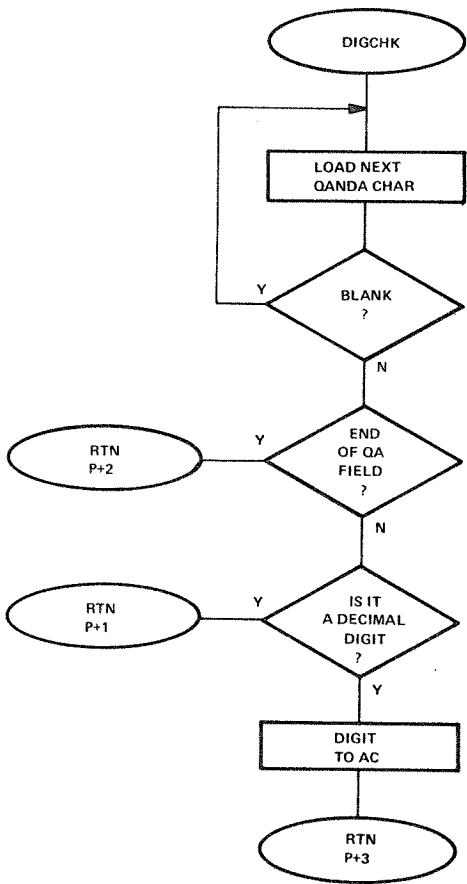 DIGCHK
LOAD NEXT
QANDA CHAR
Y
BLANK
?
N
END
OF QA
FIELD
?
Y
RTN
P+2
N
IS IT
A DECIMAL
DIGIT
?
Y
RTN
P+1
Y
DIGIT
TO AC
RTN
P+3